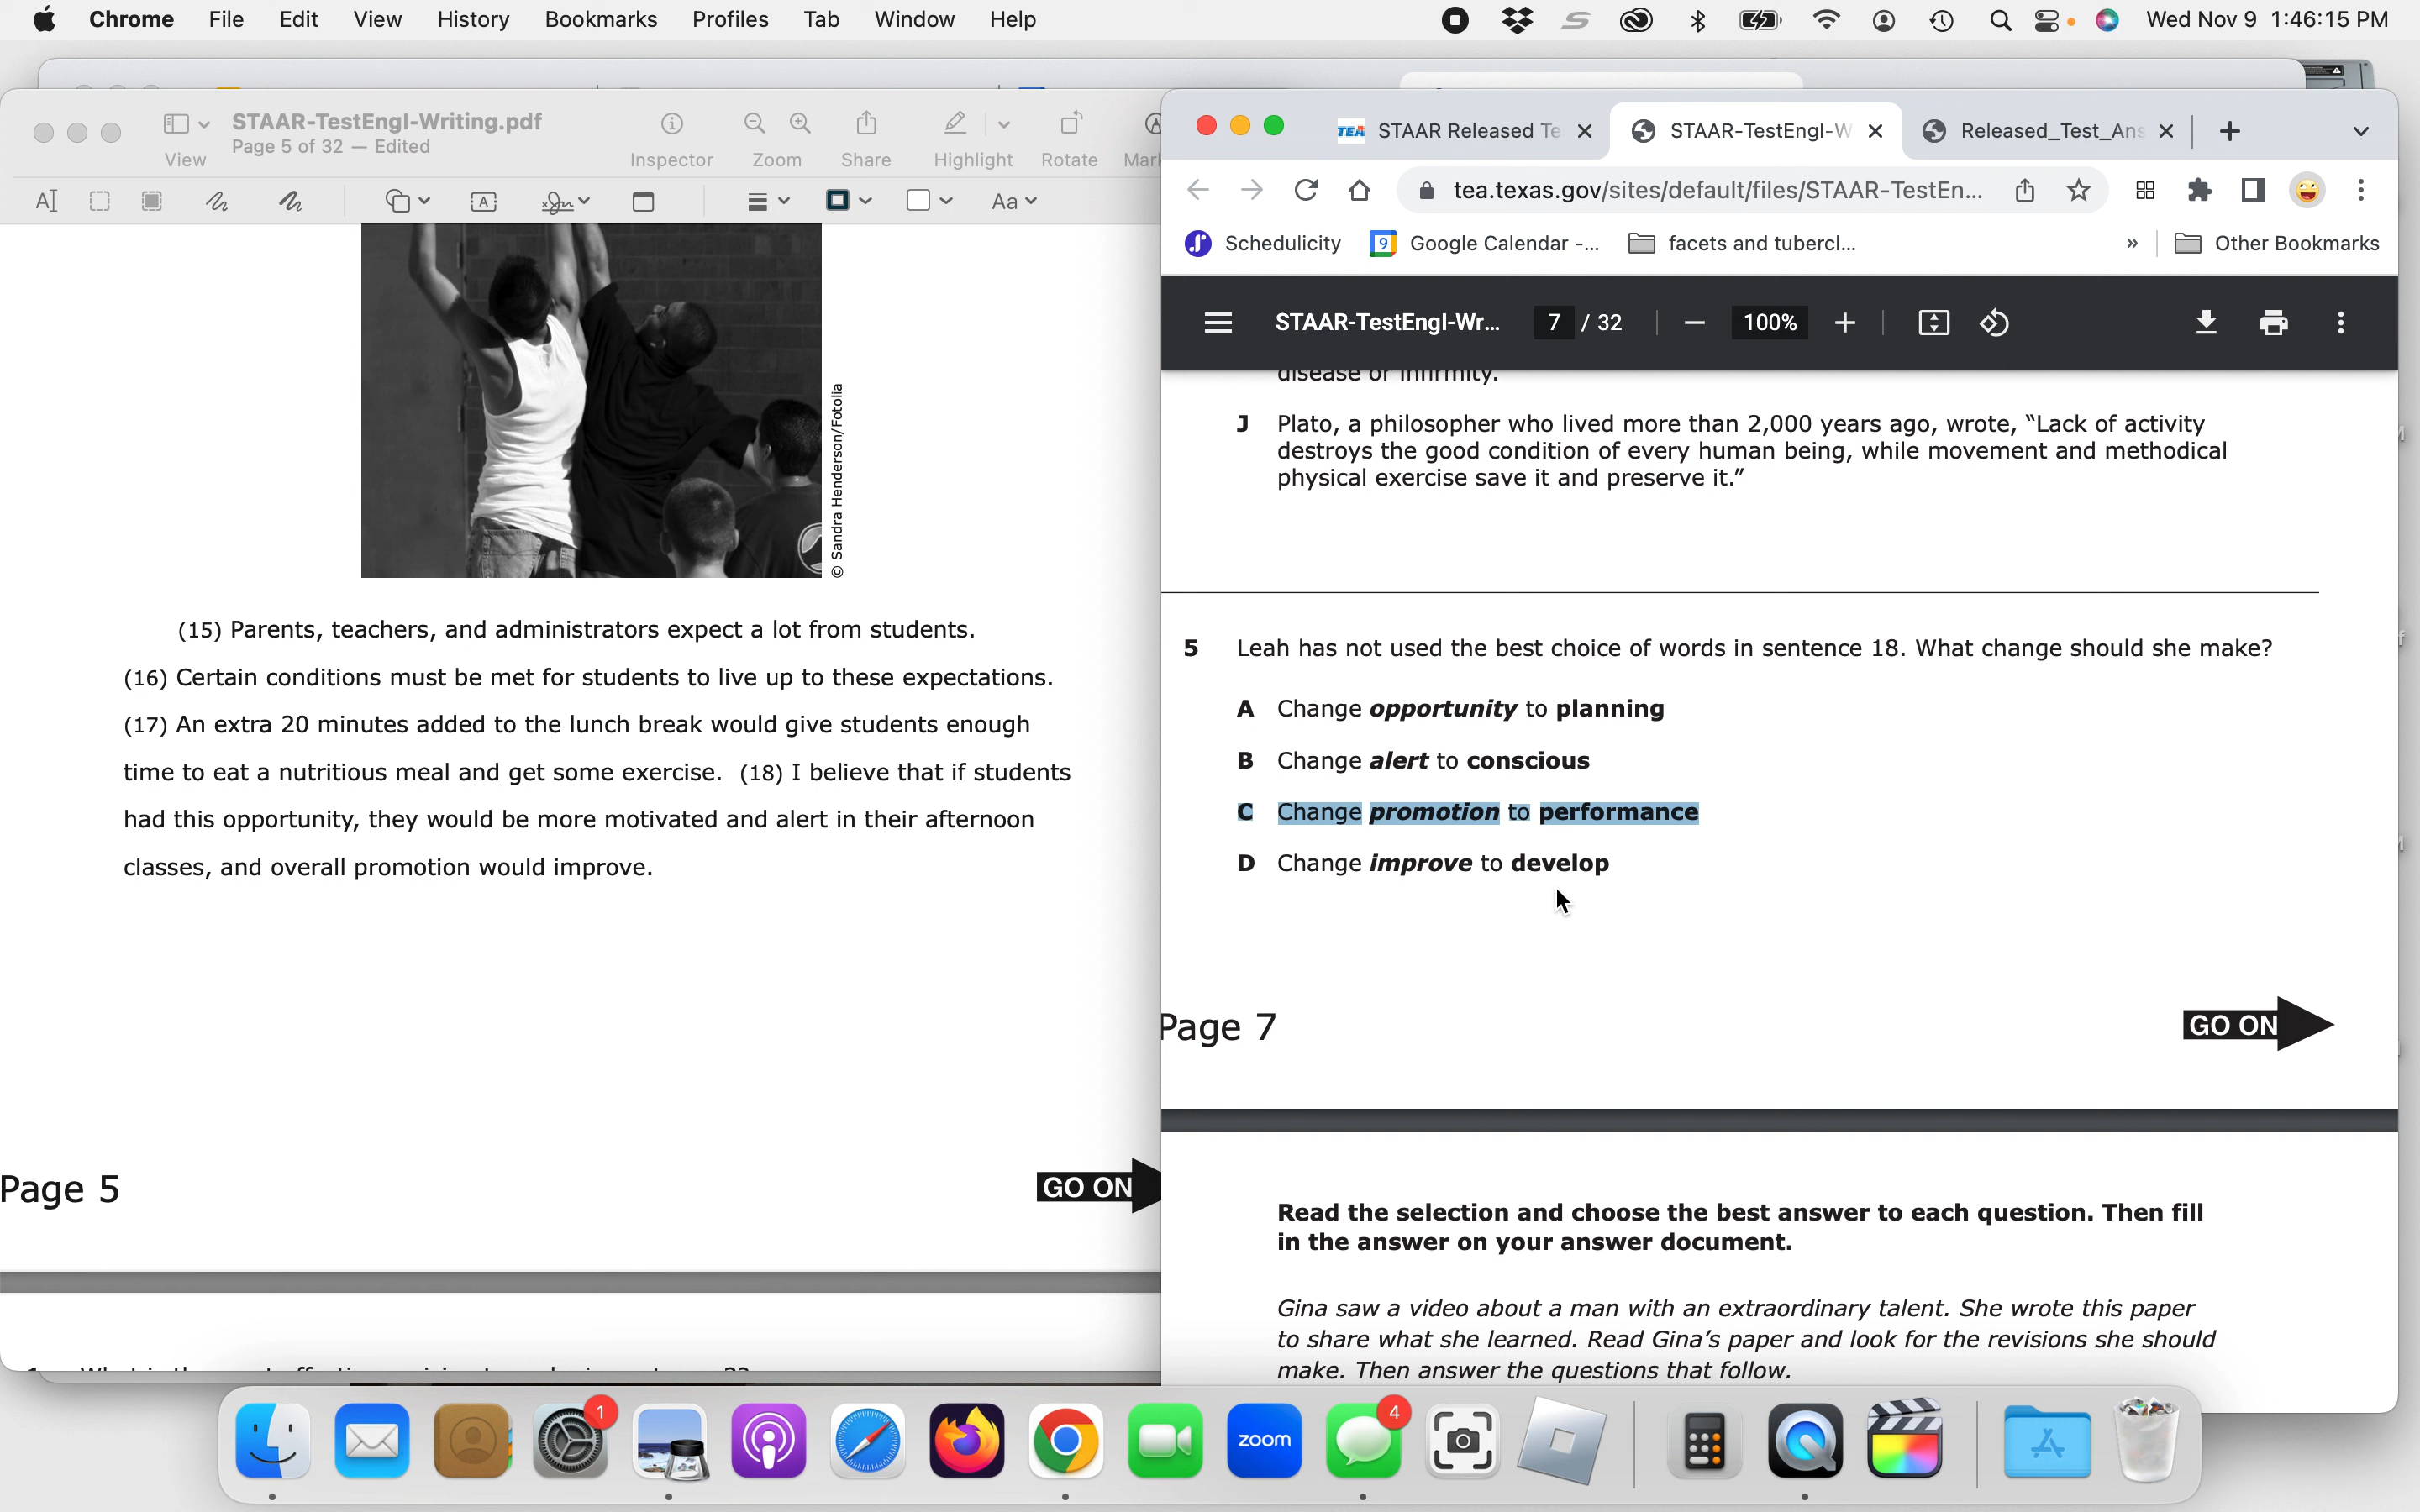 Chrome File Edit View History Bookmarks Profiles Tab Window Help Wed Nov 9 1:46:15 PM
STAAR-TestEngI-Writing.pdf
Page 5 of 32 — Edited
View Inspector Zoom Share Highlight Rotate
Aa
© Sandra Henderson/Fotolia
(15) Parents, teachers, and administrators expect a lot from students.
(16) Certain conditions must be met for students to live up to these expectations.
(17) An extra 20 minutes added to the lunch break would give students enough
time to eat a nutritious meal and get some exercise. (18) I believe that if students
had this opportunity, they would be more motivated and alert in their afternoon
classes, and overall promotion would improve.
Page 5
GO ON
TEA STAAR Released Te
STAAR-TestEngI-W
Released_Test_Ans
tea.texas.gov/sites/default/files/STAAR-TestEn...
Schedulicity 9 Google Calendar -... facets and tubercl... » Other Bookmarks
STAAR-TestEngI-Wr... 7 / 32 100%
disease or infirmity.
J Plato, a philosopher who lived more than 2,000 years ago, wrote, “Lack of activity
destroys the good condition of every human being, while movement and methodical
physical exercise save it and preserve it.”
5 Leah has not used the best choice of words in sentence 18. What change should she make?
A Change opportunity to planning
B Change alert to conscious
C Change promotion to performance
D Change improve to develop
Page 7
GO ON
Read the selection and choose the best answer to each question. Then fill
in the answer on your answer document.
Gina saw a video about a man with an extraordinary talent. She wrote this paper
to share what she learned. Read Gina’s paper and look for the revisions she should
make. Then answer the questions that follow.
1 zoom 4